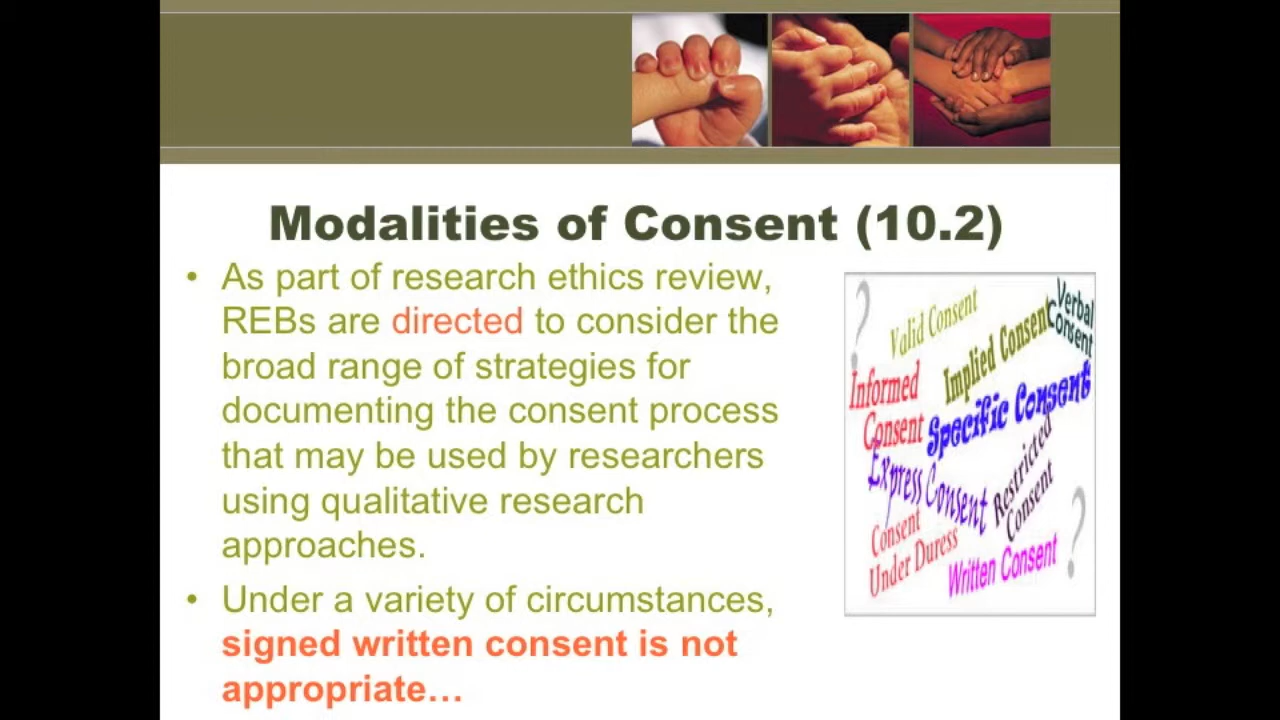 Modalities of Consent (10.2)
• As part of research ethics review,
REBs are directed to consider the
broad range of strategies for
documenting the consent process
that may be used by researchers
using qualitative research
approaches.
• Under a variety of circumstances,
signed written consent is not
appropriate…
?
Valid Consent
Implied Consent
Verbal
Consent
Informed
Consent
Specific Consent
Express Consent
Restricted
Consent
Consent
Under Duress
Written Consent
?